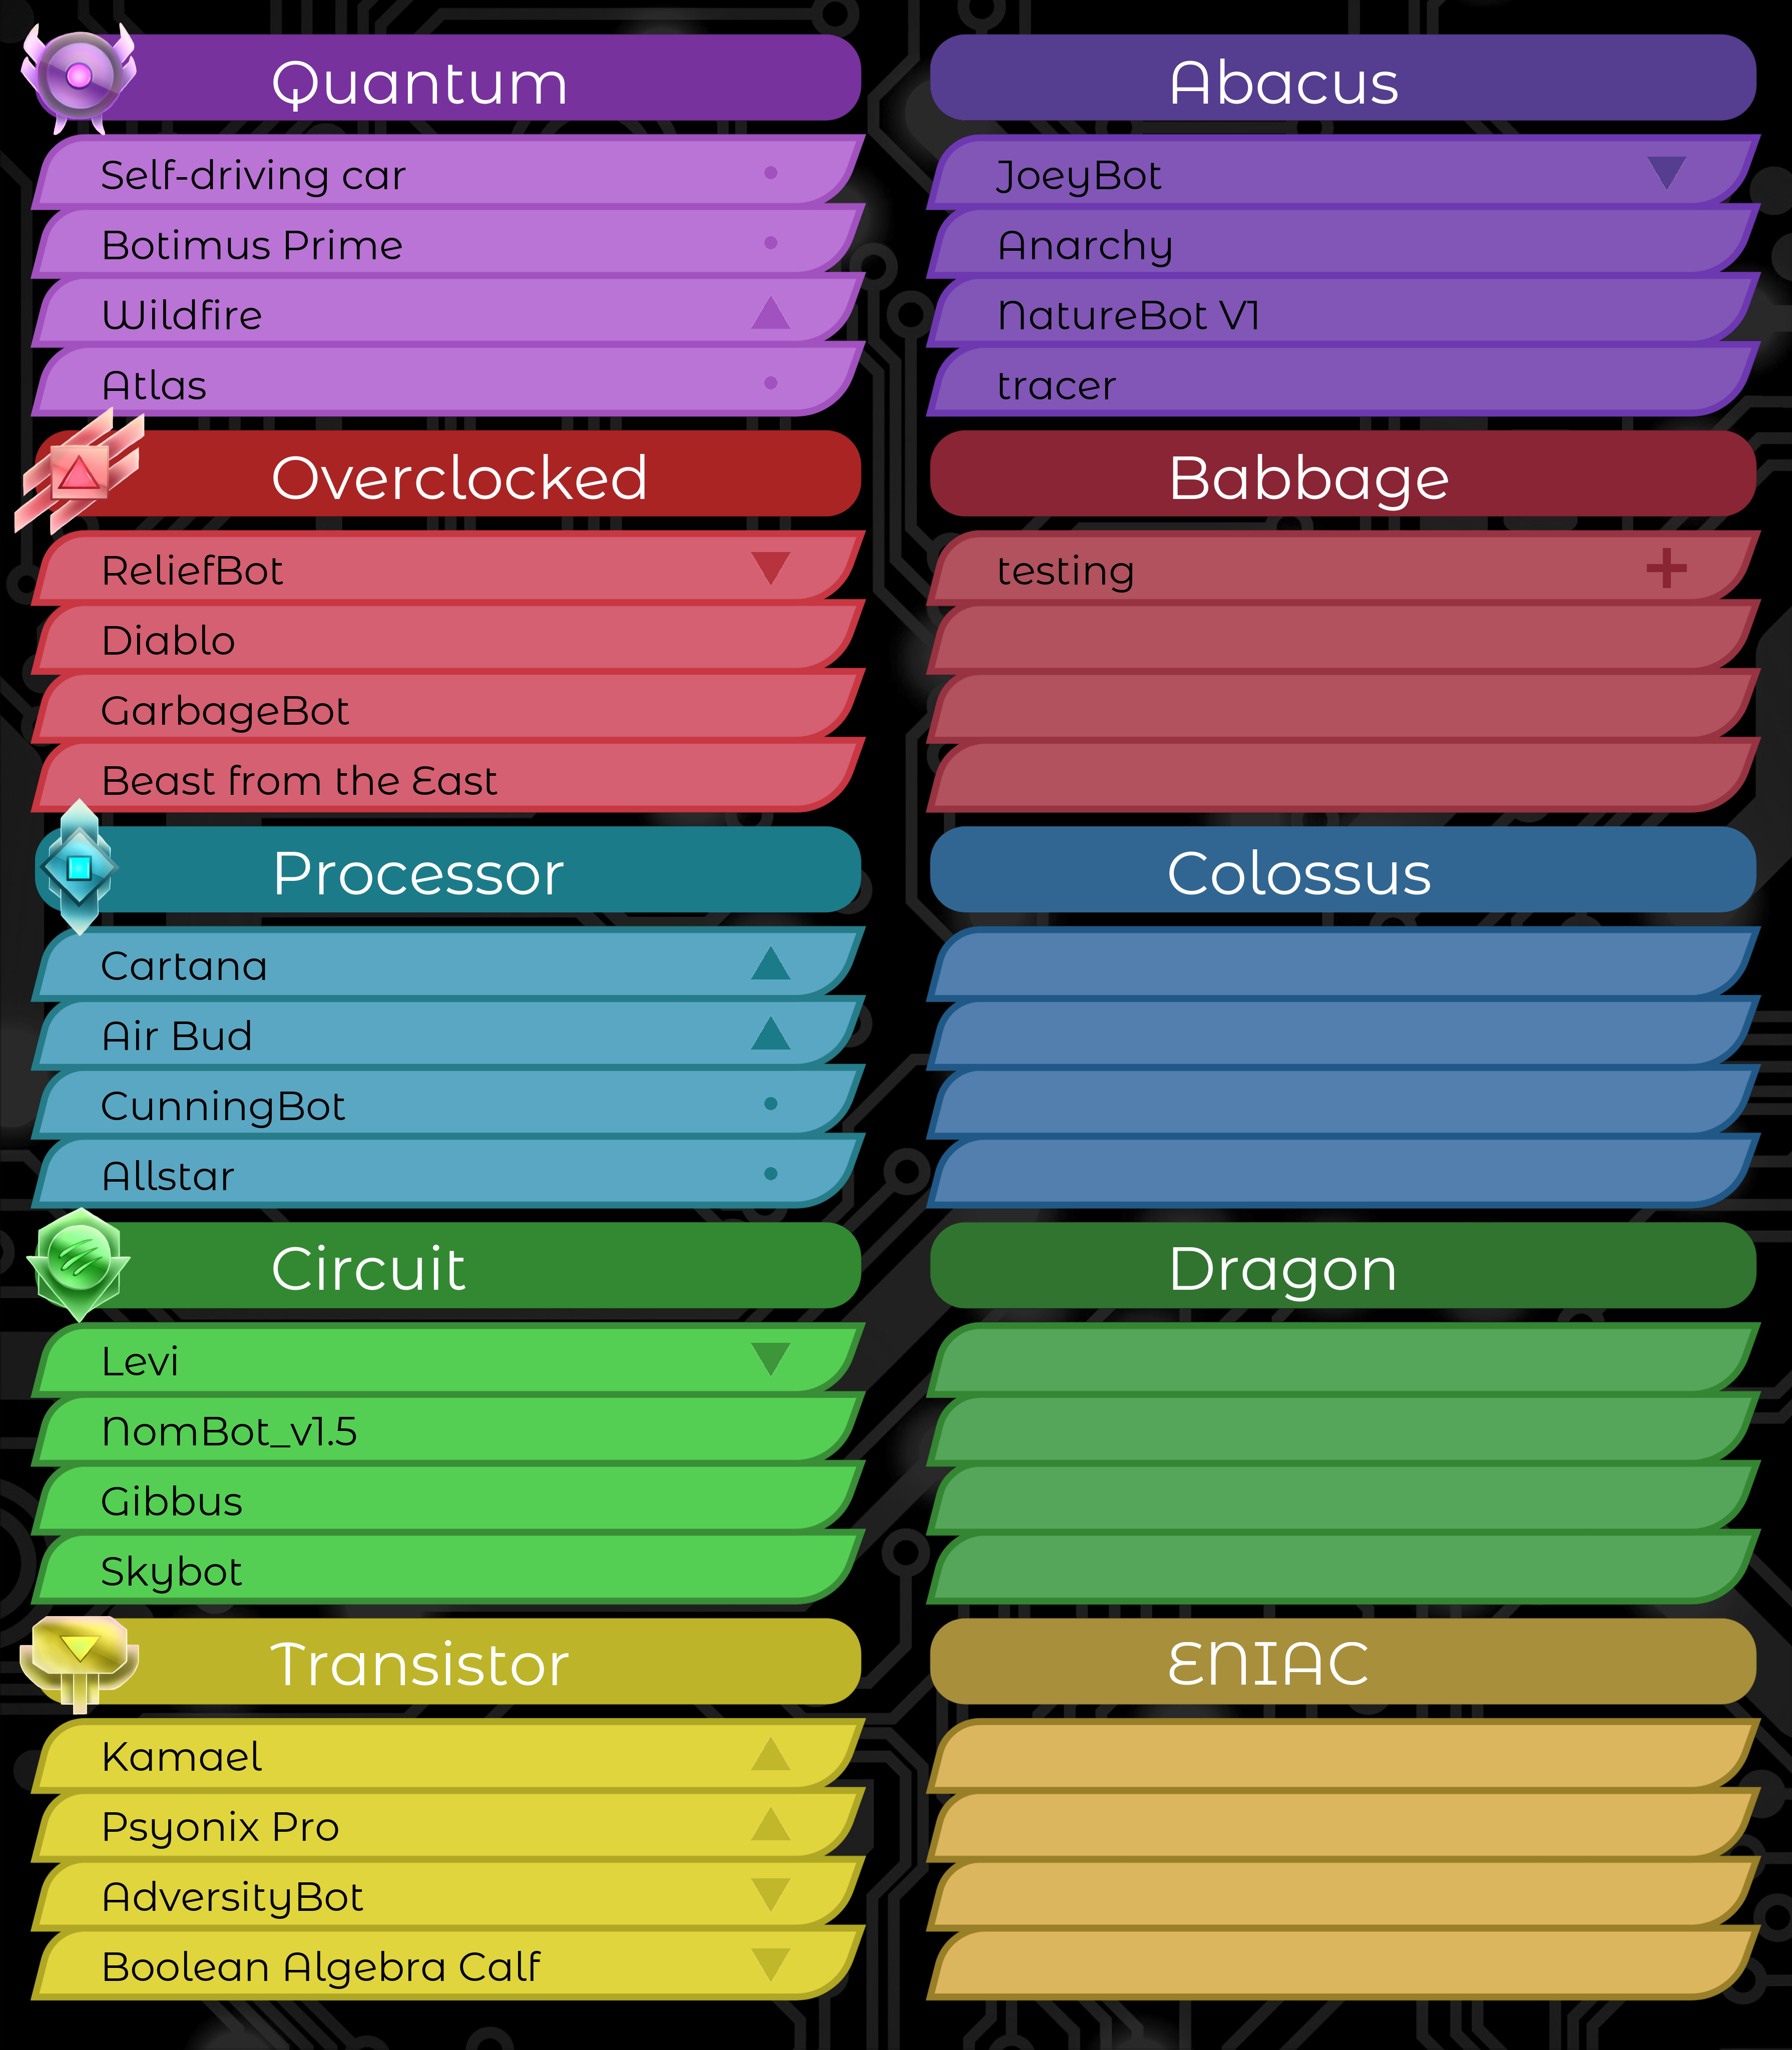 Quantum
Self-driving car
Botimus Prime
Wildfire
Atlas
Overclocked
ReliefBot
Diablo
GarbageBot
Beast from the East
Processor
Cartana
Air Bud
CunningBot
Allstar
Circuit
Levi
NomBot_v1.5
Gibbus
Skybot
Transistor
Kamael
Psyonix Pro
AdversityBot
Boolean Algebra Calf
Abacus
JoeyBot
Anarchy
NatureBot V1
tracer
Babbage
testing
Colossus
Dragon
ENIAC